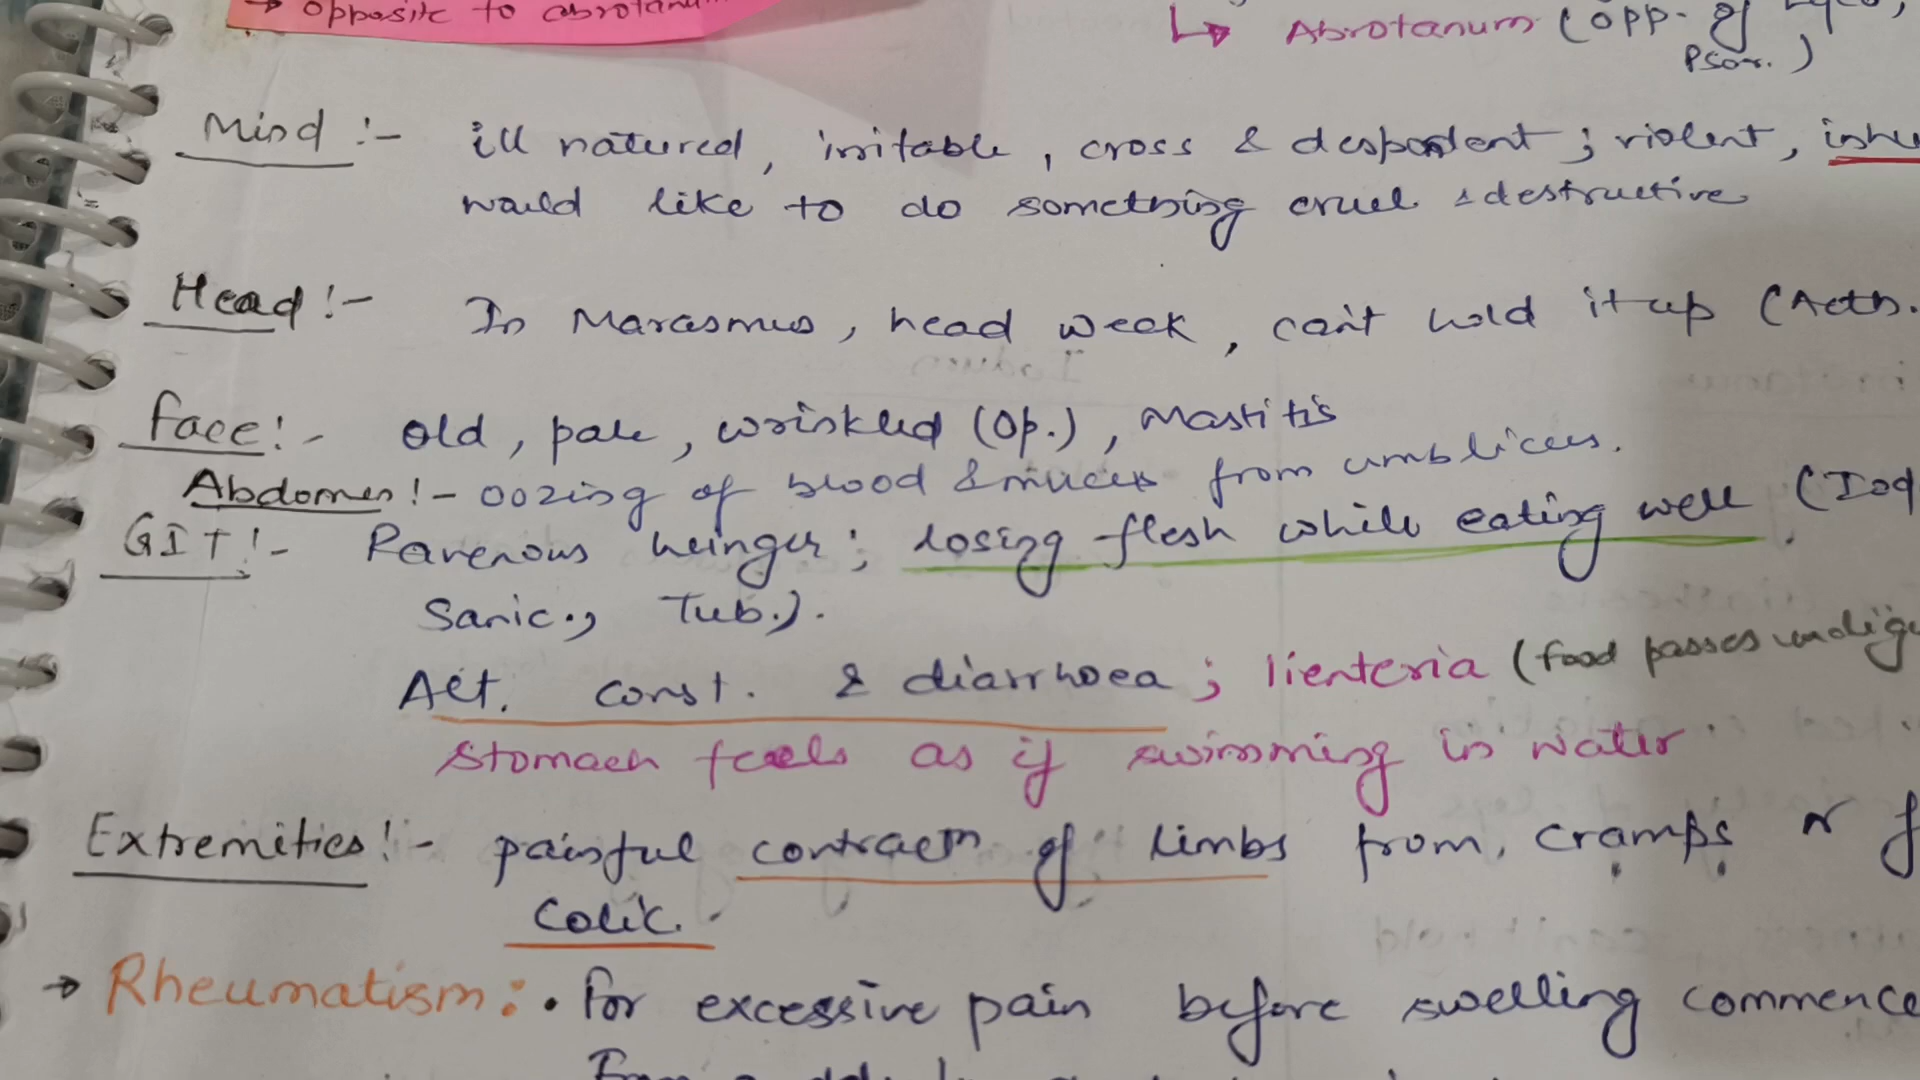 → opposite to abrotanum
↳ Abrotanum (opp. of Lyco,
Psor.)
Mind :- ill natured, irritable, cross & despondent ; violent,
would like to do something cruel & destructive
Head :- In Marasmus, head weak, can't hold it up (Aeth.
Face :- old, pale, wrinkled (Op.), Mastitis
Abdomen :- oozing of blood & mucus from umblicus.
GIT :- Ravenous hunger ; losing flesh while eating well (Iod.
Sanic., Tub.).
Alt. const. & diarrhoea ; lienteria (food passes
Stomach feels as if swimming in water
Extremities :- painful contracⁿ of limbs from cramps or
Colic.
→ Rheumatism : • For excessive pain before swelling commence